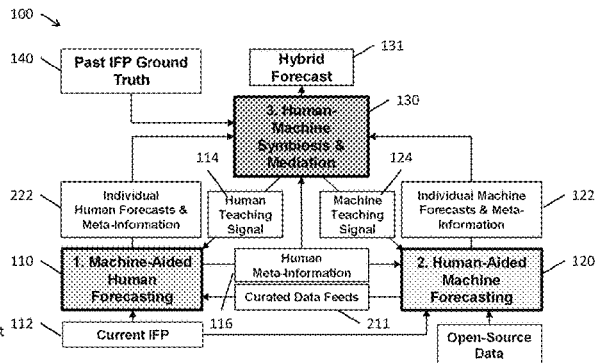 100
140
Past IFP Ground
Truth
Hybrid
Forecast
131
3. Human-
Machine
Symbiosis &
Mediation
130
114
124
222
Individual
Human Forecasts &
Meta-Information
Human
Teaching
Signal
Machine
Teaching
Signal
Individual Machine
Forecasts & Meta-
Information
122
110
1. Machine-Aided
Human
Forecasting
Human
Meta-Information
Curated Data Feeds
2. Human-Aided
Machine
Forecasting
120
112
Current IFP
116
211
Open-Source
Data